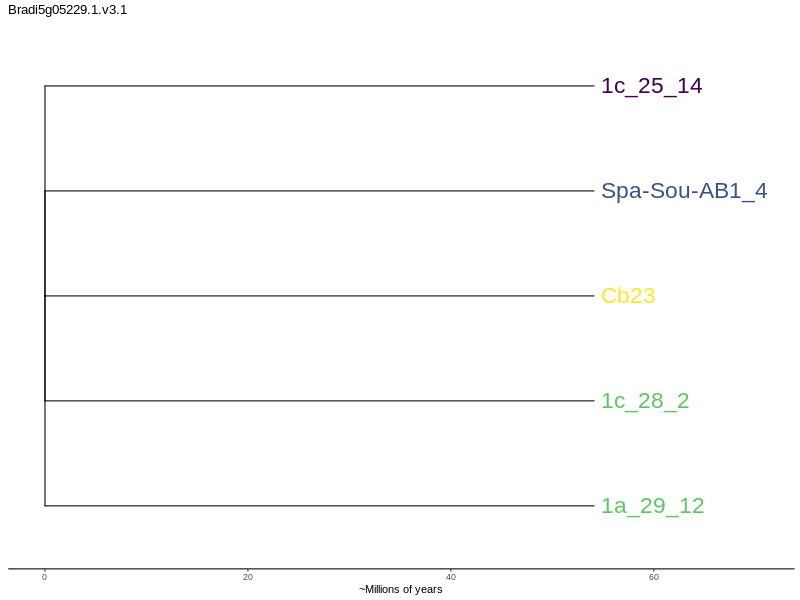 Bradi5g05229.1.v3.1
1c_25_14
Spa-Sou-AB1_4
Cb23
1c_28_2
1a_29_12
0 20 40 60
~Millions of years